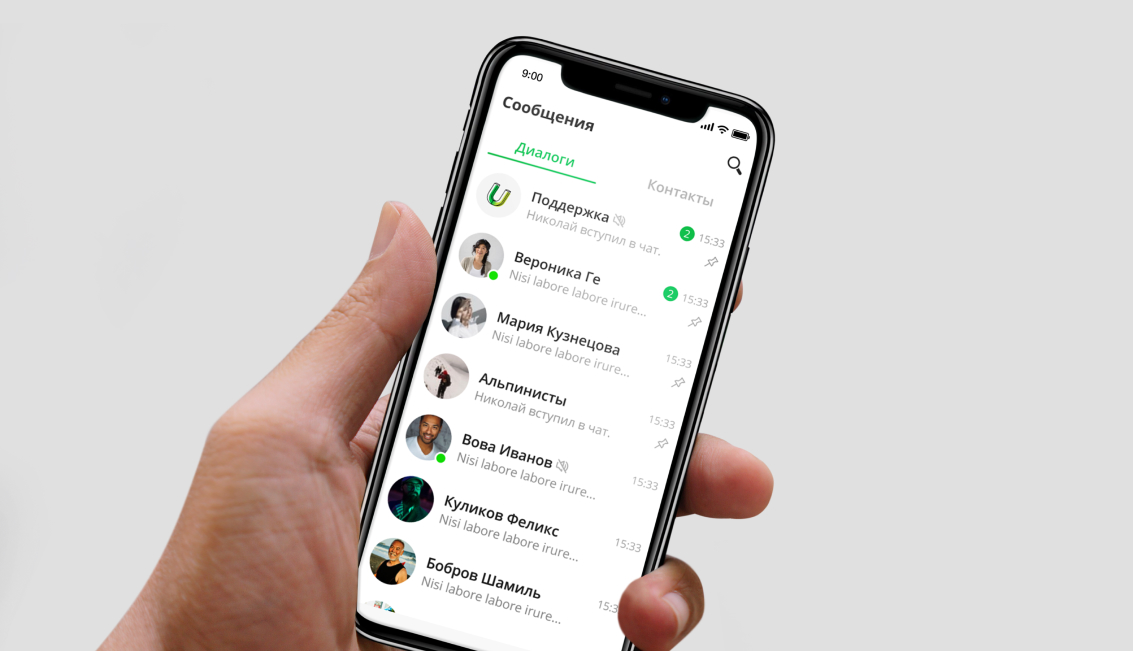 9:00
Сообщения
Диалоги
Контакты
Поддержка
2 15:33
Николай вступил в чат.
Вероника Ге
2 15:33
Nisi labore labore irure...
Мария Кузнецова
15:33
Nisi labore labore irure...
Альпинисты
15:33
Николай вступил в чат.
Вова Иванов
15:33
Nisi labore labore irure...
Куликов Феликс
15:33
Nisi labore labore irure...
Бобров Шамиль
Nisi labore labore irure...